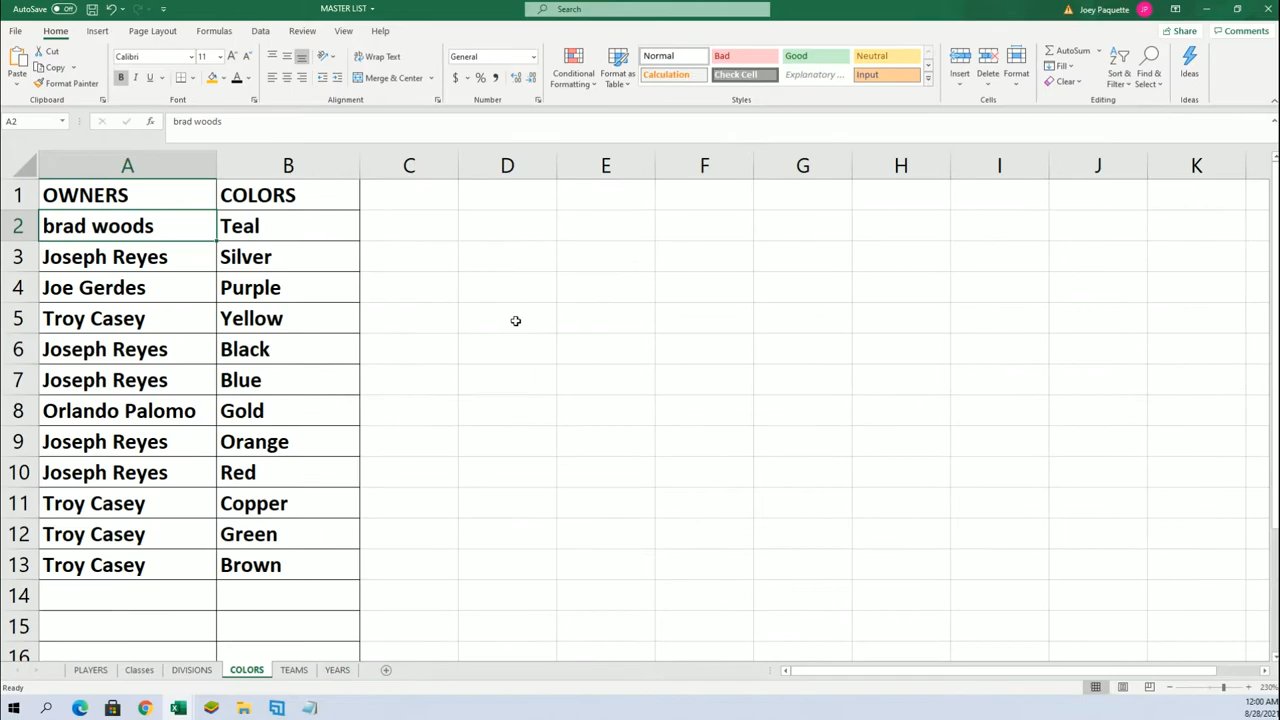 AutoSave Off MASTER LIST Search Joey Paquette JP
File Home Insert Page Layout Formulas Data Review View Help Share Comments
Paste Cut Copy Format Painter Clipboard
Calibri 11 B I U Font
Wrap Text Merge & Center Alignment
General $ % Number
Conditional Formatting Format as Table
Normal Bad Good Neutral
Calculation Check Cell Explanatory ... Input
Styles
Insert Delete Format Cells
AutoSum Fill Clear Sort & Filter Find & Select Editing
Ideas Ideas
A2 fx brad woods
A B C D E F G H I J K
1 OWNERS COLORS
2 brad woods Teal
3 Joseph Reyes Silver
4 Joe Gerdes Purple
5 Troy Casey Yellow
6 Joseph Reyes Black
7 Joseph Reyes Blue
8 Orlando Palomo Gold
9 Joseph Reyes Orange
10 Joseph Reyes Red
11 Troy Casey Copper
12 Troy Casey Green
13 Troy Casey Brown
14
15
16
PLAYERS Classes DIVISIONS COLORS TEAMS YEARS
Ready 230%
12:00 AM